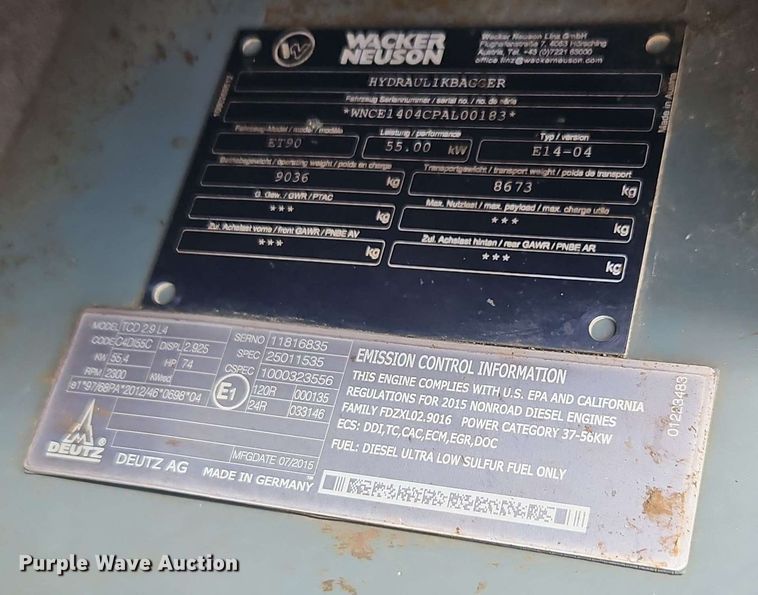 WACKER
NEUSON
Wacker Neuson Linz GmbH
Flughafenstraße 7, 4063 Hörsching
Austria, Tel. +43 (0)7221 63000
office.linz@wackerneuson.com
HYDRAULIKBAGGER
Fahrzeug Seriennummer / serial no. / no. de série
*WNCE1404CPAL00183*
Fahrzeug-Model / model / modèle
ET90
Leistung / performance
55.00 kW
Typ / version
E14-04
Betriebsgewicht / operating weight / poids en charge
9036 kg
Transportgewicht / transport weight / poids de transport
8673 kg
G. Gew. / GWR / PTAC
*** kg
Max. Nutzlast / max. payload / max. charge utile
*** kg
Zul. Achslast vorne / front GAWR / PNBE AV
*** kg
Zul. Achslast hinten / rear GAWR / PNBE AR
*** kg
Made in Austria
MODEL TCD 2.9 L4
CODE C4DI55C DISPL 2.925
KW 55,4 HP 74
RPM 2300 KWred
e1*97/68PA*2012/46*0698*04
DEUTZ ®
DEUTZ AG
SERNO 11816835
SPEC 25011535
CSPEC 1000323556
E1
120R 000135
24R 033146
MFGDATE 07/2015
MADE IN GERMANY
EMISSION CONTROL INFORMATION
THIS ENGINE COMPLIES WITH U.S. EPA AND CALIFORNIA
REGULATIONS FOR 2015 NONROAD DIESEL ENGINES
FAMILY FDZXL02.9016 POWER CATEGORY 37-56KW
ECS: DDI,TC,CAC,ECM,EGR,DOC
FUEL: DIESEL ULTRA LOW SULFUR FUEL ONLY
01223483
Purple Wave Auction